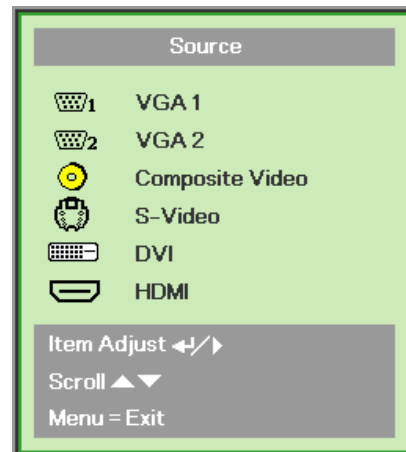 Source
1 VGA 1
2 VGA 2
Composite Video
S-Video
DVI
HDMI
Item Adjust ↵/▶
Scroll ▲▼
Menu = Exit